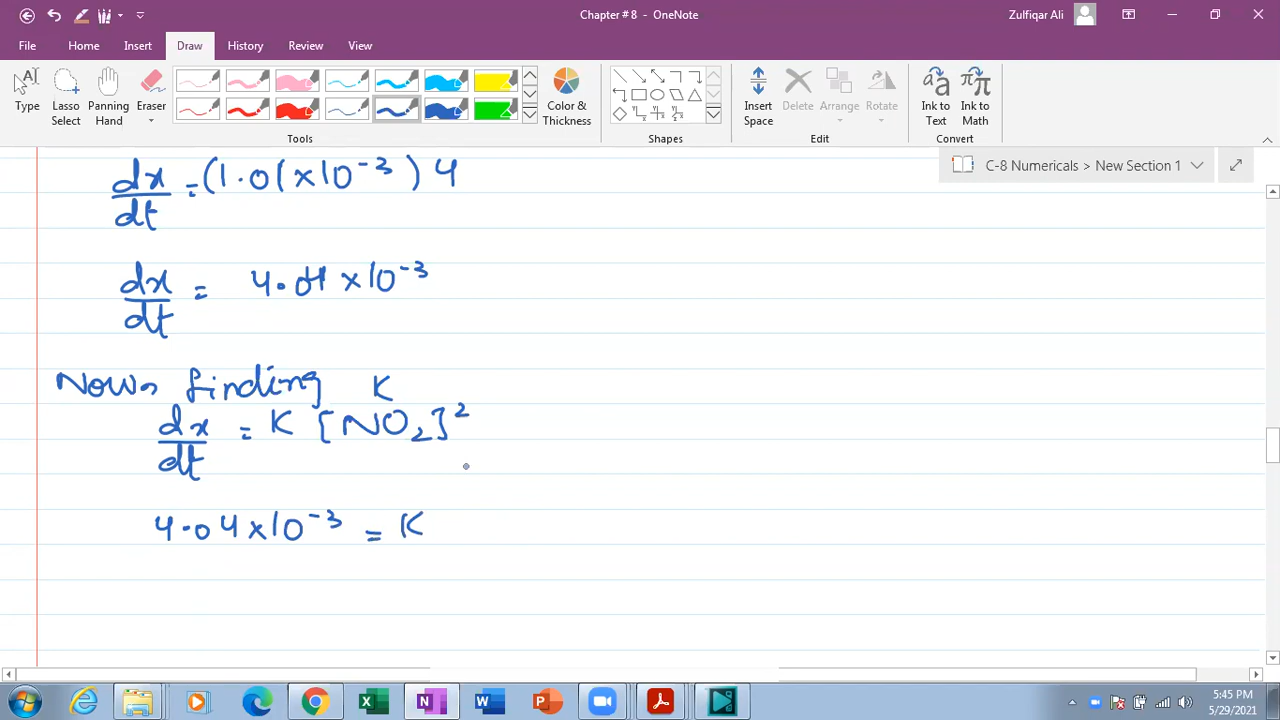 Chapter # 8 - OneNote
Zulfiqar Ali
File Home Insert Draw History Review View
Type
Lasso Select
Panning Hand
Eraser
Color & Thickness
Insert Space
Delete
Arrange
Rotate
Ink to Text
Ink to Math
Tools
Shapes
Edit
Convert
C-8 Numericals > New Section 1
dx/dt = (1.01 × 10⁻³) 4
dx/dt = 4.04 × 10⁻³
Now finding K
dx/dt = K [NO₂]²
4.04 × 10⁻³ = K
5:45 PM
5/29/2021